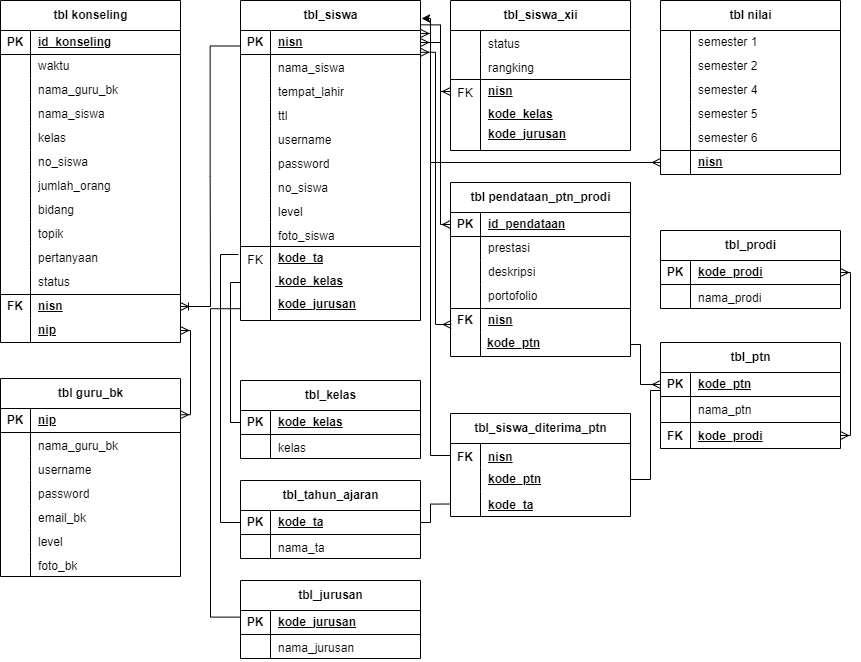 tbl konseling
PK id_konseling
waktu
nama_guru_bk
nama_siswa
kelas
no_siswa
jumlah_orang
bidang
topik
pertanyaan
status
FK nisn
nip
tbl guru_bk
PK nip
nama_guru_bk
username
password
email_bk
level
foto_bk
tbl_siswa
PK nisn
nama_siswa
tempat_lahir
ttl
username
password
no_siswa
level
foto_siswa
FK kode_ta
kode_kelas
kode_jurusan
tbl_kelas
PK kode_kelas
kelas
tbl_tahun_ajaran
PK kode_ta
nama_ta
tbl_jurusan
PK kode_jurusan
nama_jurusan
tbl_siswa_xii
status
rangking
FK nisn
kode_kelas
kode_jurusan
tbl pendataan_ptn_prodi
PK id_pendataan
prestasi
deskripsi
portofolio
FK nisn
kode_ptn
tbl_siswa_diterima_ptn
FK nisn
kode_ptn
kode_ta
tbl nilai
semester 1
semester 2
semester 4
semester 5
semester 6
nisn
tbl_prodi
PK kode_prodi
nama_prodi
tbl_ptn
PK kode_ptn
nama_ptn
FK kode_prodi